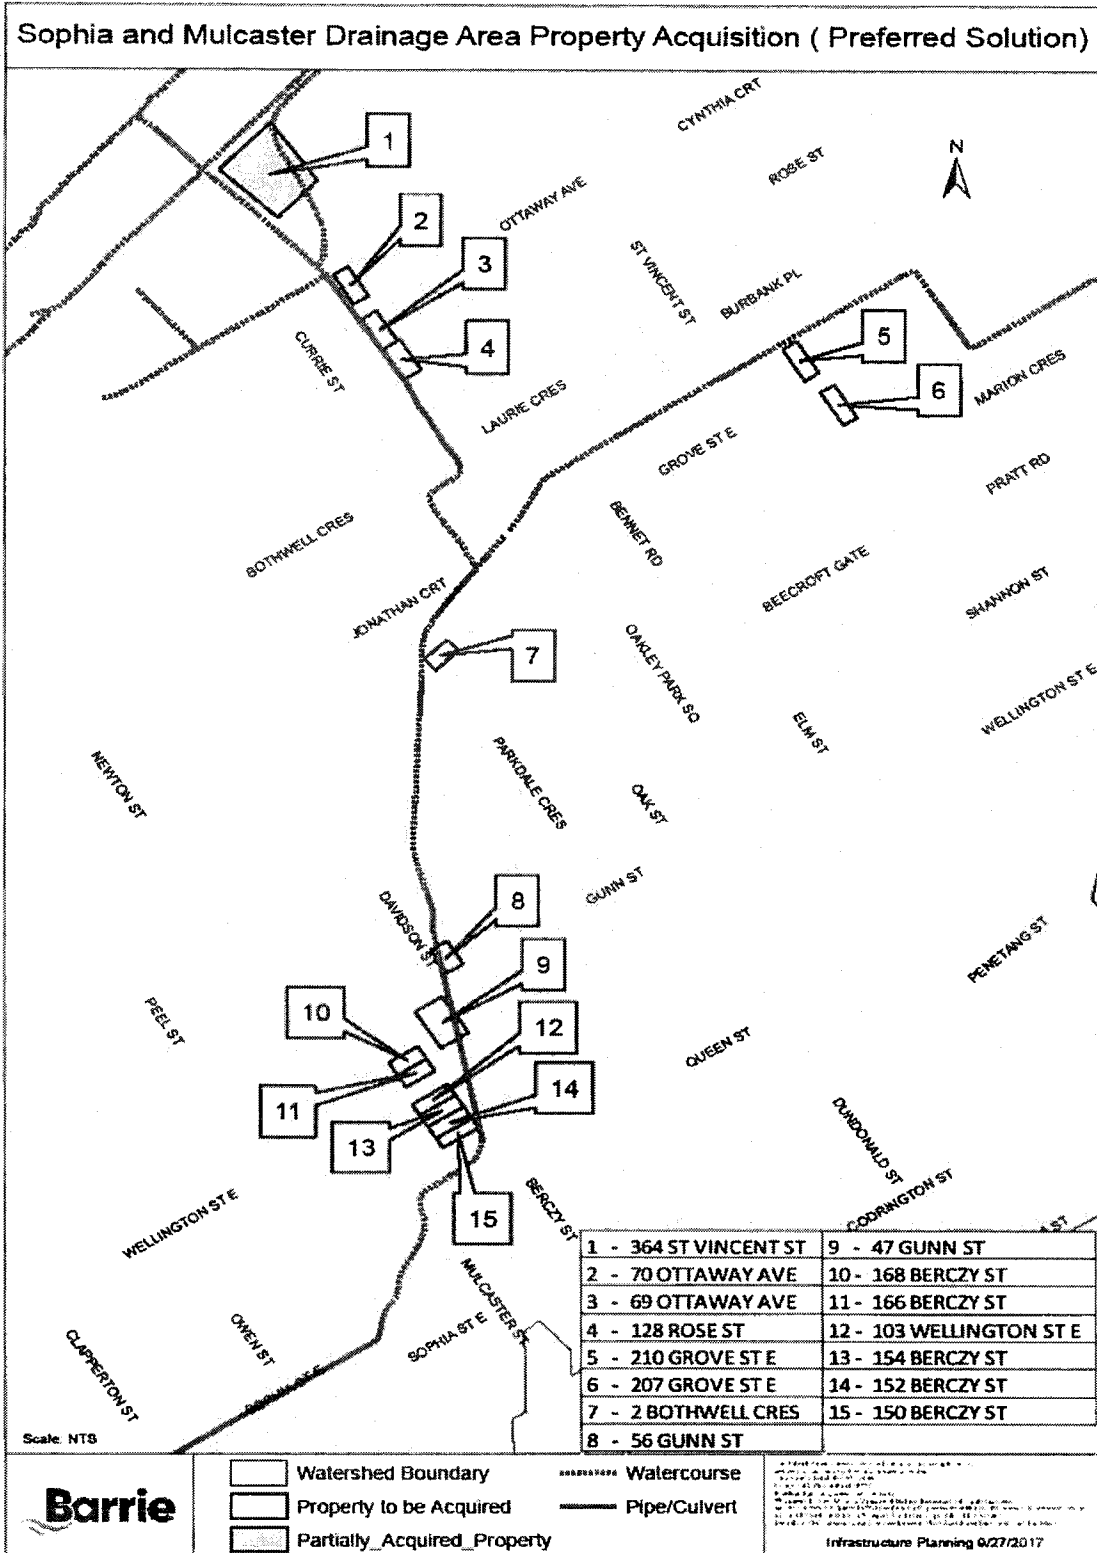 Sophia and Mulcaster Drainage Area Property Acquisition ( Preferred Solution)
CYNTHIA CRT
1
ROSE ST
N
OTTAWAY AVE
2
3
ST VINCENT ST
BURBANK PL
4
5
CURRIE ST
6
MARION CRES
LAURIE CRES
GROVE ST E
PRATT RD
BENNET RD
BOTHWELL CRES
BEECROFT GATE
SHANNON ST
JONATHAN CRT
7
OAKLEY PARK SQ
WELLINGTON ST E
ELM ST
NEWTON ST
PARKDALE CRES
OAK ST
GUNN ST
8
DAVIDSON ST
PENETANG ST
9
PEEL ST
10
12
QUEEN ST
11
14
13
DUNDONALD ST
CODRINGTON ST
ST
WELLINGTON ST E
15
BERCZY ST
MULCASTER ST
SOPHIA ST E
OWEN ST
CLAPPERTON ST
1 - 364 ST VINCENT ST
2 - 70 OTTAWAY AVE
3 - 69 OTTAWAY AVE
4 - 128 ROSE ST
5 - 210 GROVE ST E
6 - 207 GROVE ST E
7 - 2 BOTHWELL CRES
8 - 56 GUNN ST
9 - 47 GUNN ST
10 - 168 BERCZY ST
11 - 166 BERCZY ST
12 - 103 WELLINGTON ST E
13 - 154 BERCZY ST
14 - 152 BERCZY ST
15 - 150 BERCZY ST
Scale: NTS
Barrie
Watershed Boundary
Property to be Acquired
Partially_Acquired_Property
Watercourse
Pipe/Culvert
Infrastructure Planning 9/27/2017